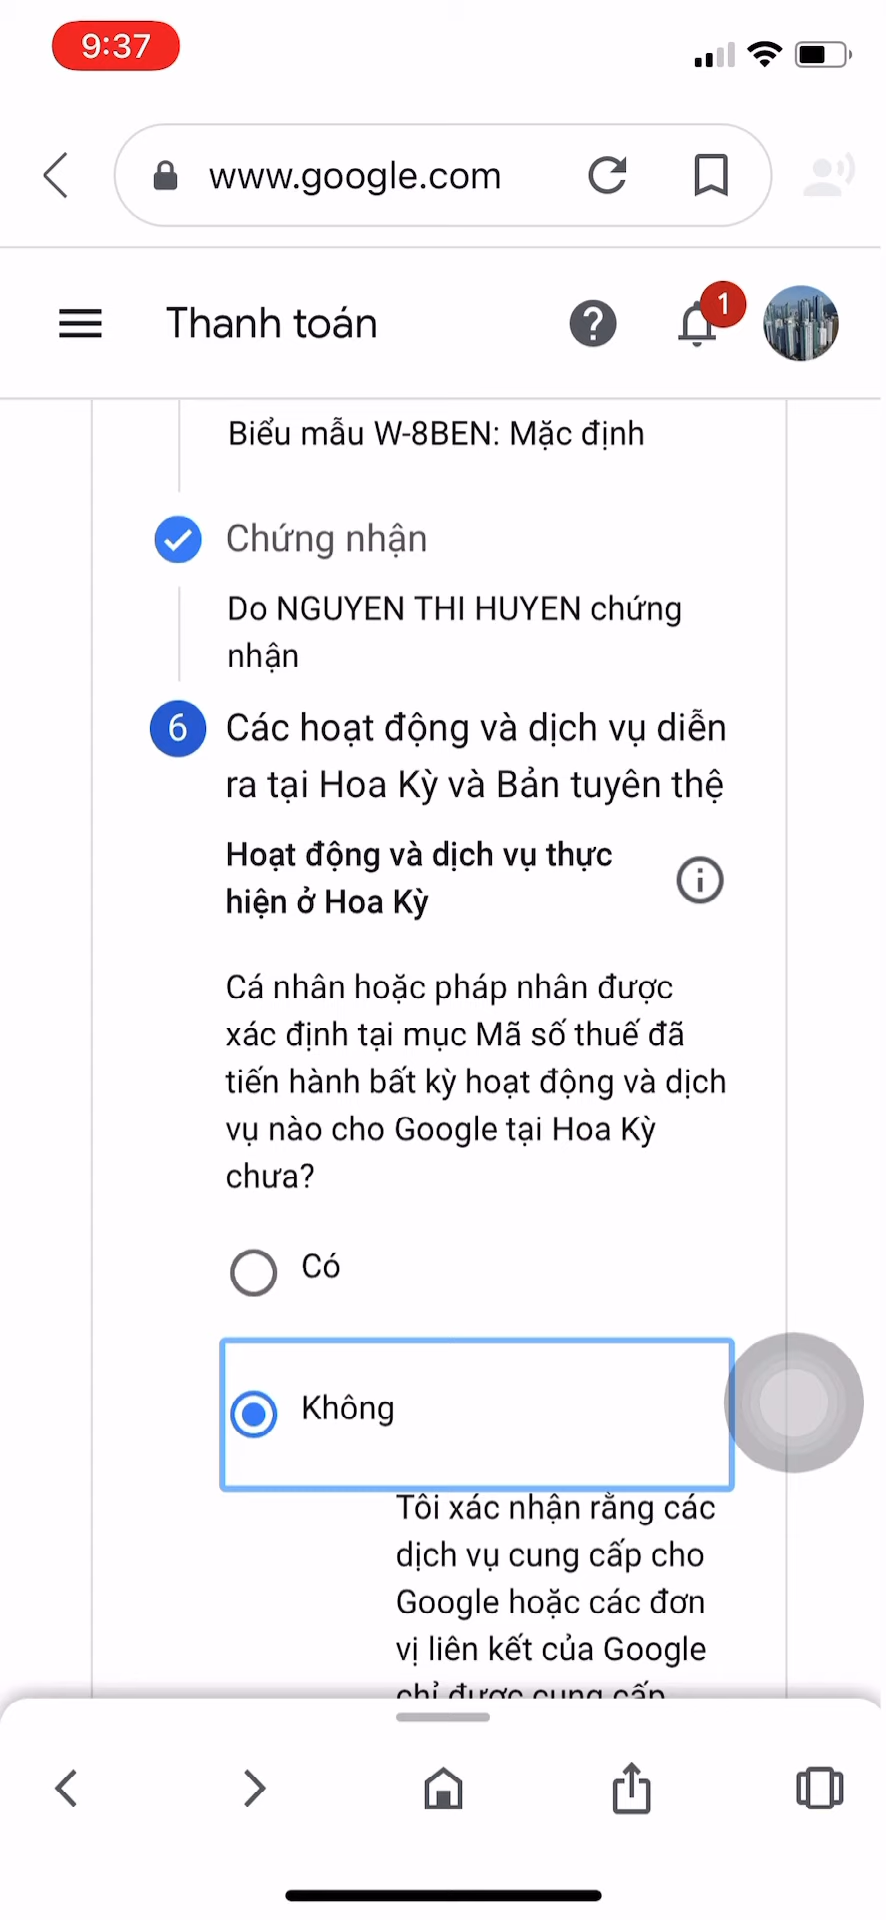 9:37
www.google.com
Thanh toán
?
1
Biểu mẫu W-8BEN: Mặc định
Chứng nhận
Do NGUYEN THI HUYEN chứng
nhận
6
Các hoạt động và dịch vụ diễn
ra tại Hoa Kỳ và Bản tuyên thệ
Hoạt động và dịch vụ thực
hiện ở Hoa Kỳ
i
Cá nhân hoặc pháp nhân được
xác định tại mục Mã số thuế đã
tiến hành bất kỳ hoạt động và dịch
vụ nào cho Google tại Hoa Kỳ
chưa?
Có
Không
Tôi xác nhận rằng các
dịch vụ cung cấp cho
Google hoặc các đơn
vị liên kết của Google
chỉ được cung cấp